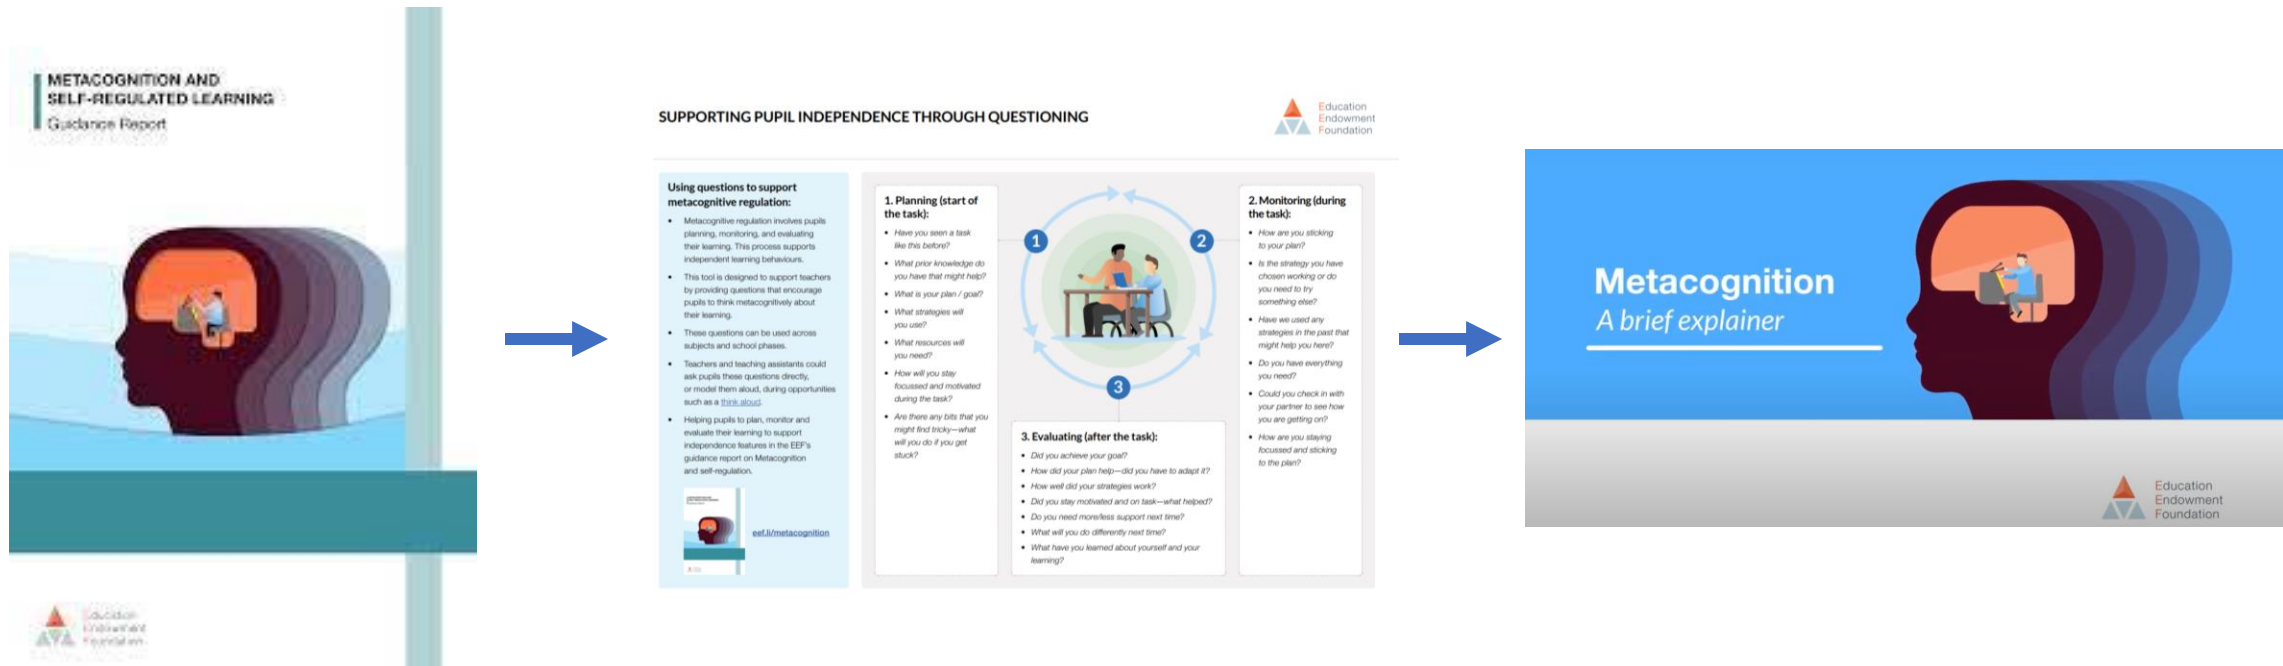 METACOGNITION AND
SELF-REGULATED LEARNING
Guidance Report
Education
Endowment
Foundation
SUPPORTING PUPIL INDEPENDENCE THROUGH QUESTIONING
Education
Endowment
Foundation
Using questions to support
metacognitive regulation:
• Metacognitive regulation involves pupils
planning, monitoring, and evaluating
their learning. This process supports
independent learning behaviours.
• This tool is designed to support teachers
by providing questions that encourage
pupils to think metacognitively about
their learning.
• These questions can be used across
subjects and school phases.
• Teachers and teaching assistants could
ask pupils these questions directly,
or model them aloud, during opportunities
such as a think aloud.
• Helping pupils to plan, monitor and
evaluate their learning to support
independence features in the EEF's
guidance report on Metacognition
and self-regulation.
eef.li/metacognition
1. Planning (start of
the task):
• Have you seen a task
like this before?
• What prior knowledge do
you have that might help?
• What is your plan / goal?
• What strategies will
you use?
• What resources will
you need?
• How will you stay
focussed and motivated
during the task?
• Are there any bits that you
might find tricky—what
will you do if you get
stuck?
1
2
3
2. Monitoring (during
the task):
• How are you sticking
to your plan?
• Is the strategy you have
chosen working or do
you need to try
something else?
• Have we used any
strategies in the past that
might help you here?
• Do you have everything
you need?
• Could you check in with
your partner to see how
you are getting on?
• How are you staying
focussed and sticking
to the plan?
3. Evaluating (after the task):
• Did you achieve your goal?
• How did your plan help—did you have to adapt it?
• How well did your strategies work?
• Did you stay motivated and on task—what helped?
• Do you need more/less support next time?
• What will you do differently next time?
• What have you learned about yourself and your
learning?
Metacognition
A brief explainer
Education
Endowment
Foundation